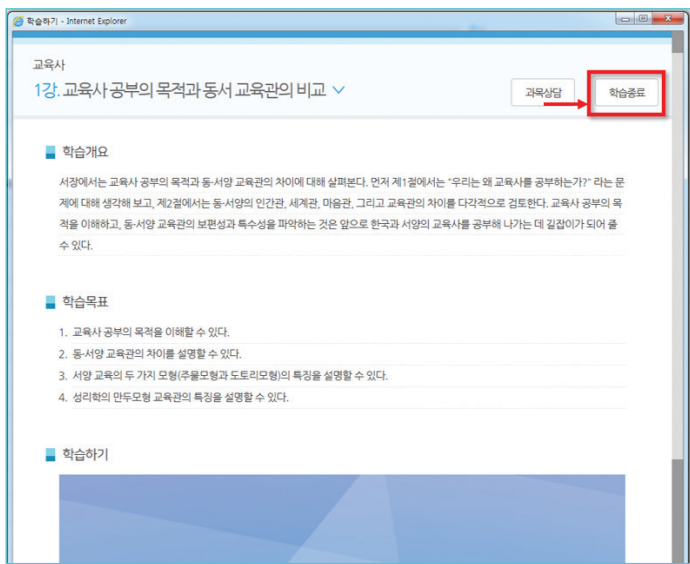 학습하기 - Internet Explorer
교육사
1강. 교육사 공부의 목적과 동서 교육관의 비교
과목상담
학습종료
학습개요
서장에서는 교육사 공부의 목적과 동·서양 교육관의 차이에 대해 살펴본다. 먼저 제1절에서는 "우리는 왜 교육사를 공부하는가?" 라는 문
제에 대해 생각해 보고, 제2절에서는 동·서양의 인간관, 세계관, 마음관, 그리고 교육관의 차이를 다각적으로 검토한다. 교육사 공부의 목
적을 이해하고, 동·서양 교육관의 보편성과 특수성을 파악하는 것은 앞으로 한국과 서양의 교육사를 공부해 나가는 데 길잡이가 되어 줄
수 있다.
학습목표
1. 교육사 공부의 목적을 이해할 수 있다.
2. 동·서양 교육관의 차이를 설명할 수 있다.
3. 서양 교육의 두 가지 모형(주물모형과 도토리모형)의 특징을 설명할 수 있다.
4. 성리학의 만두모형 교육관의 특징을 설명할 수 있다.
학습하기